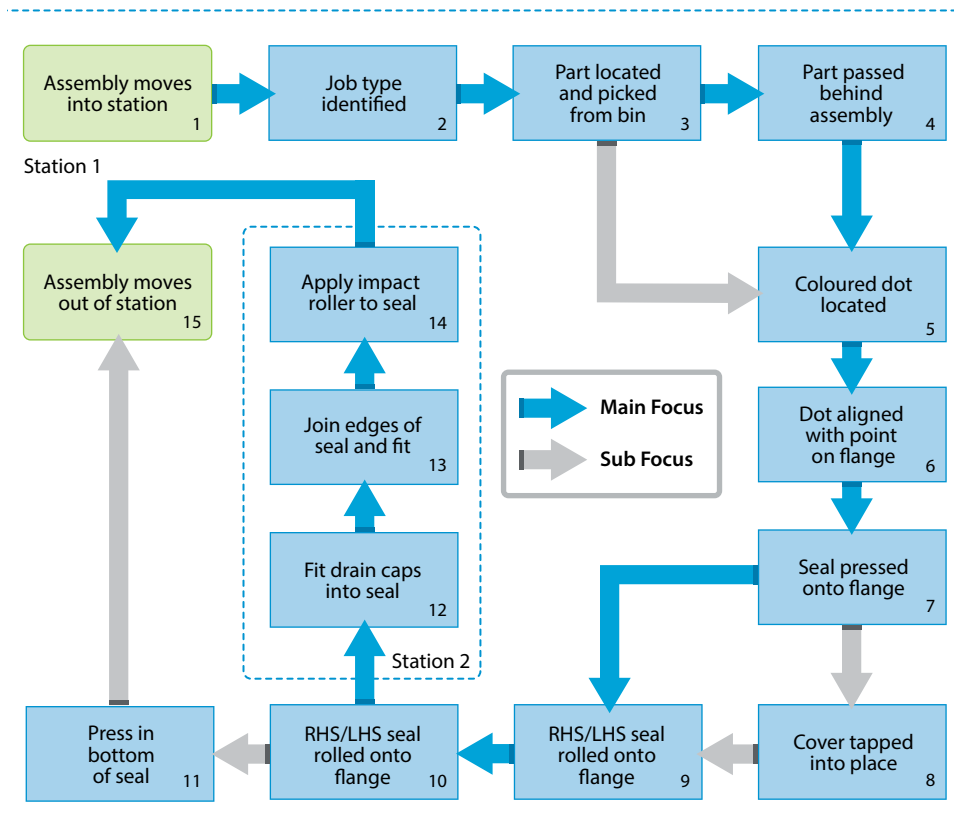 Assembly moves
into station
1
Job type
identified
2
Part located
and picked
from bin
3
Part passed
behind
assembly
4
Station 1
Assembly moves
out of station
15
Apply impact
roller to seal
14
Coloured dot
located
5
Main Focus
Sub Focus
Join edges of
seal and fit
13
Dot aligned
with point
on flange
6
Fit drain caps
into seal
12
Seal pressed
onto flange
7
Station 2
Press in
bottom
of seal
11
RHS/LHS seal
rolled onto
flange
10
RHS/LHS seal
rolled onto
flange
9
Cover tapped
into place
8